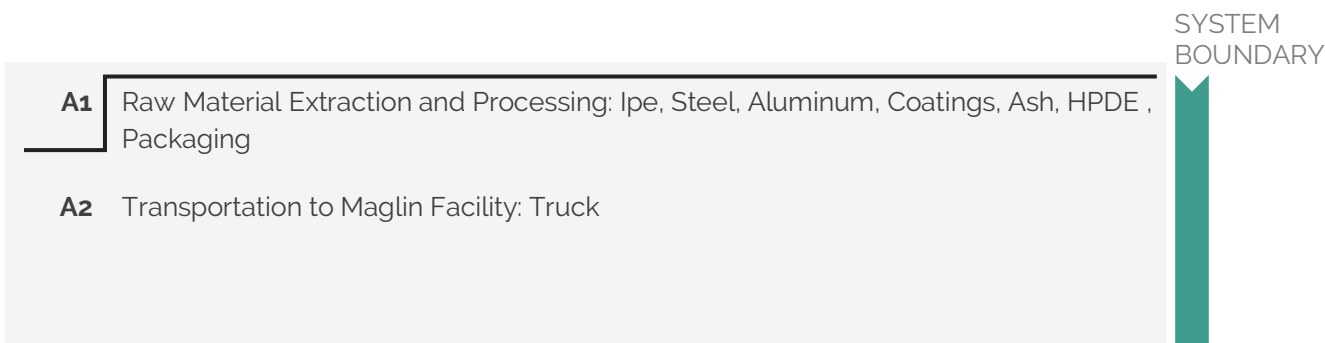 SYSTEM
BOUNDARY
A1 Raw Material Extraction and Processing: Ipe, Steel, Aluminum, Coatings, Ash, HPDE ,
Packaging
A2 Transportation to Maglin Facility: Truck